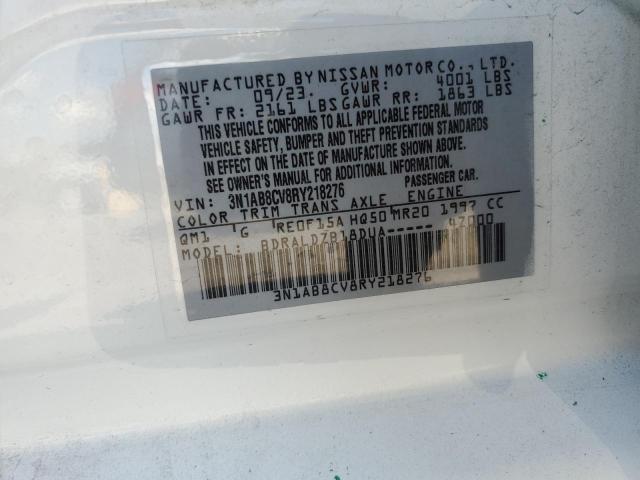 MANUFACTURED BY NISSAN MOTOR CO., LTD.
DATE: 09/23. GVWR: 4001 LBS
GAWR FR: 2161 LBS GAWR RR: 1863 LBS
THIS VEHICLE CONFORMS TO ALL APPLICABLE FEDERAL MOTOR
VEHICLE SAFETY, BUMPER AND THEFT PREVENTION STANDARDS
IN EFFECT ON THE DATE OF MANUFACTURE SHOWN ABOVE.
SEE OWNER'S MANUAL FOR ADDITIONAL INFORMATION.
VIN: 3N1AB8CV8RY218276 PASSENGER CAR.
COLOR TRIM TRANS AXLE ENGINE
QM1 G RE0F15A HQ50 MR20 1997 CC
MODEL: BDRALDZB18DUA----- 4Z000
3N1AB8CV8RY218276